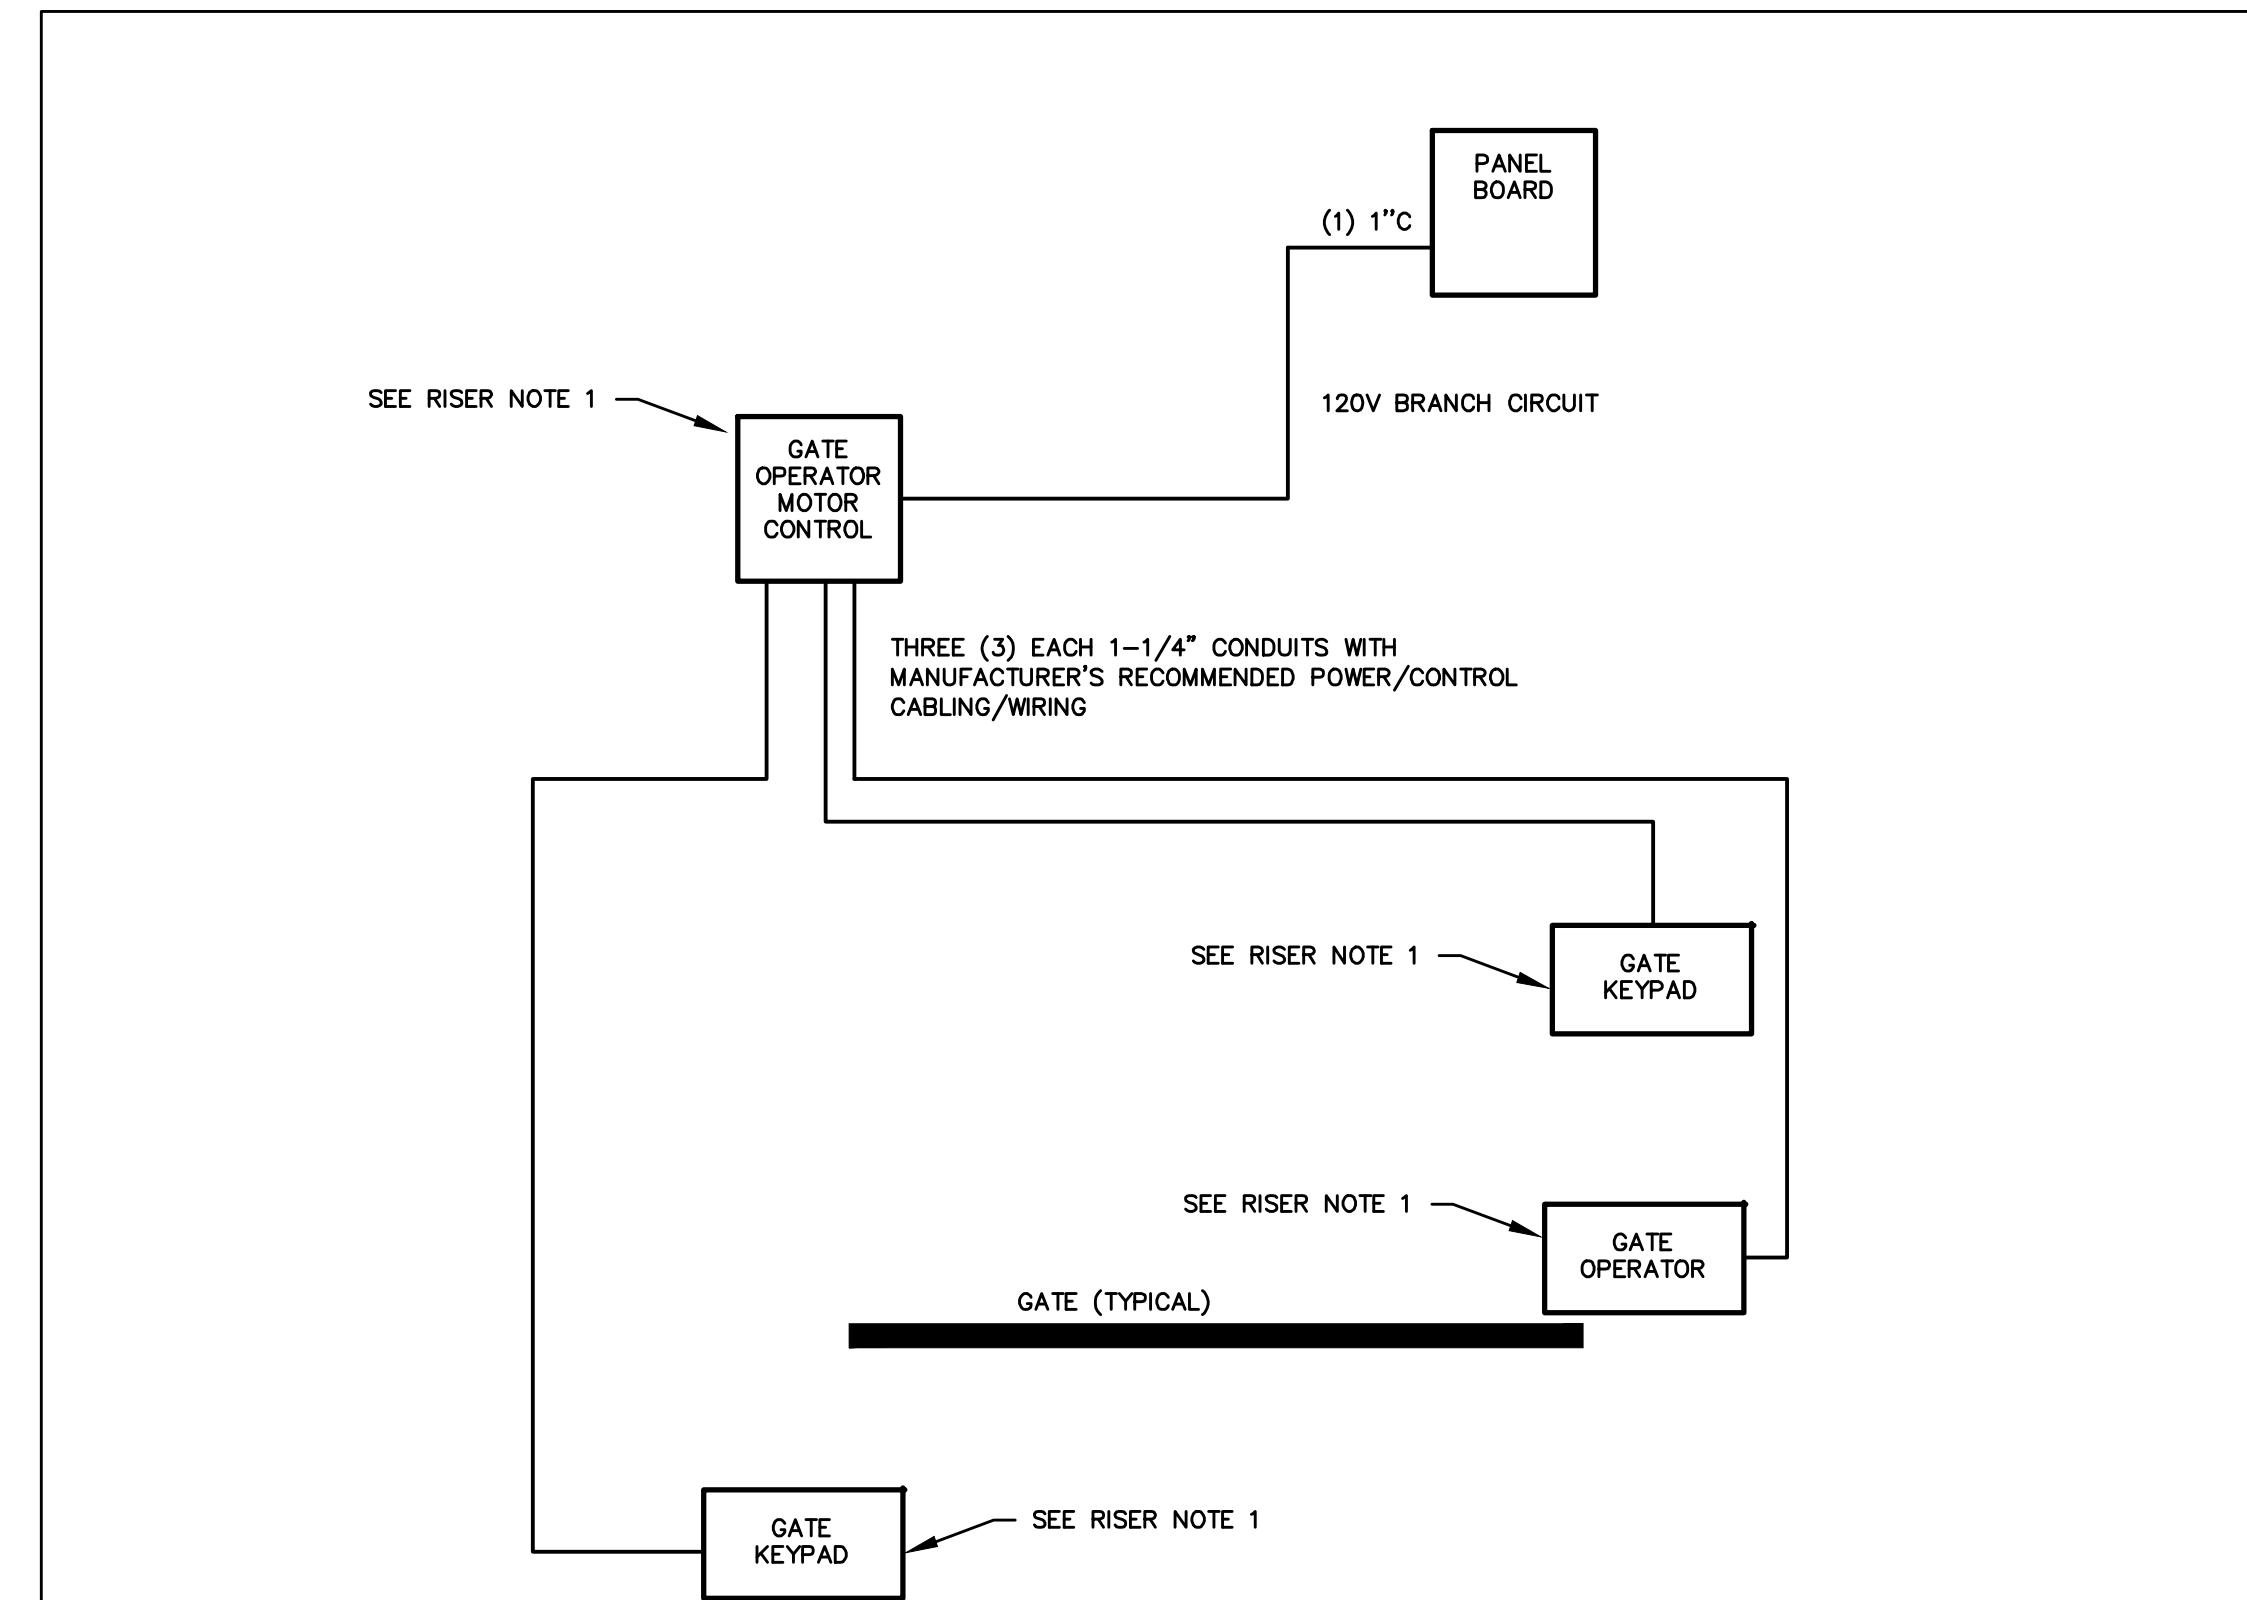 PANEL
BOARD
(1) 1"C
SEE RISER NOTE 1
120V BRANCH CIRCUIT
GATE
OPERATOR
MOTOR
CONTROL
THREE (3) EACH 1-1/4" CONDUITS WITH
MANUFACTURER'S RECOMMENDED POWER/CONTROL
CABLING/WIRING
SEE RISER NOTE 1
GATE
KEYPAD
SEE RISER NOTE 1
GATE
OPERATOR
GATE (TYPICAL)
GATE
KEYPAD
SEE RISER NOTE 1